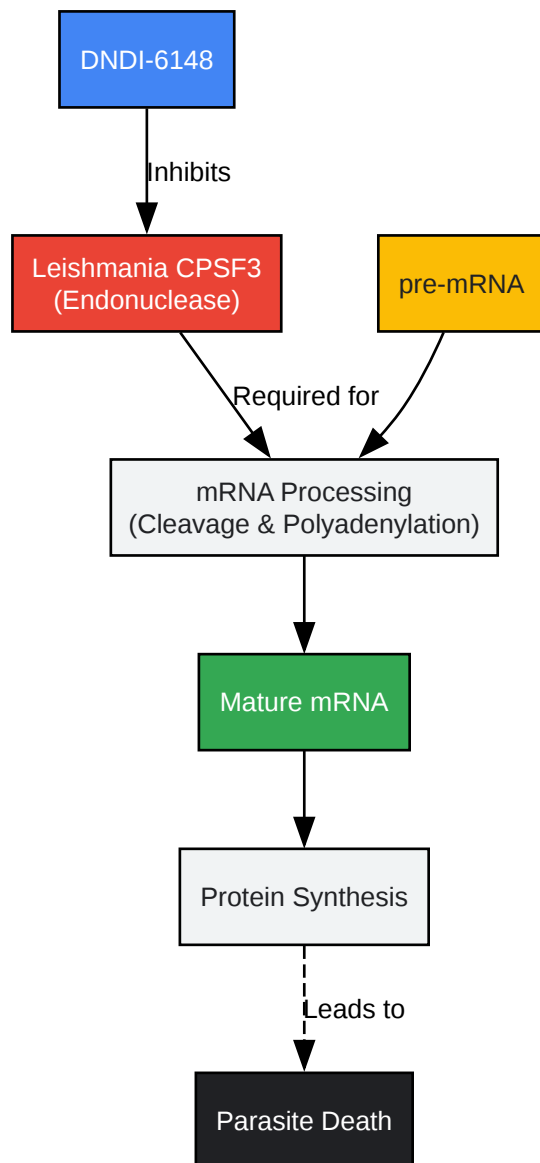 DNDI-6148
Inhibits
Leishmania CPSF3
(Endonuclease)
pre-mRNA
Required for
mRNA Processing
(Cleavage & Polyadenylation)
Mature mRNA
Protein Synthesis
Leads to
Parasite Death